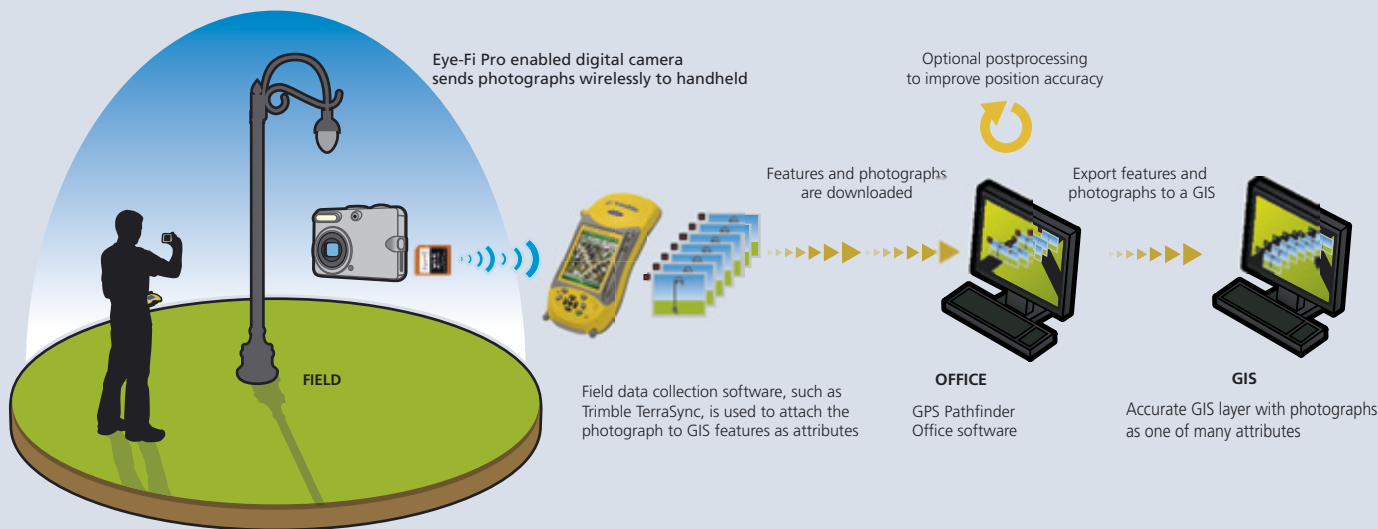 Eye-Fi Pro enabled digital camera
sends photographs wirelessly to handheld
Optional postprocessing
to improve position accuracy
Features and photographs
are downloaded
Export features and
photographs to a GIS
FIELD
Field data collection software, such as
Trimble TerraSync, is used to attach the
photograph to GIS features as attributes
OFFICE
GPS Pathfinder
Office software
GIS
Accurate GIS layer with photographs
as one of many attributes